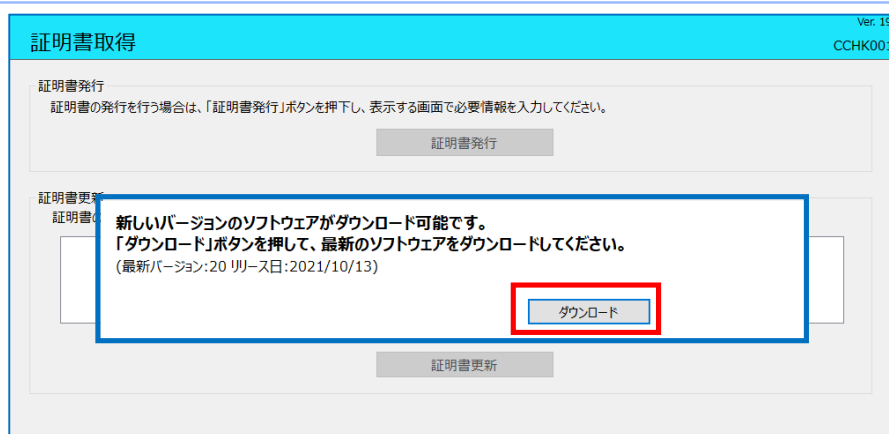 Ver. 19
証明書取得
CCHK001
証明書発行
証明書の発行を行う場合は、「証明書発行」ボタンを押下し、表示する画面で必要情報を入力してください。
証明書発行
証明書更新
証明書の
新しいバージョンのソフトウェアがダウンロード可能です。
「ダウンロード」ボタンを押して、最新のソフトウェアをダウンロードしてください。
(最新バージョン:20 リリース日:2021/10/13)
ダウンロード
証明書更新